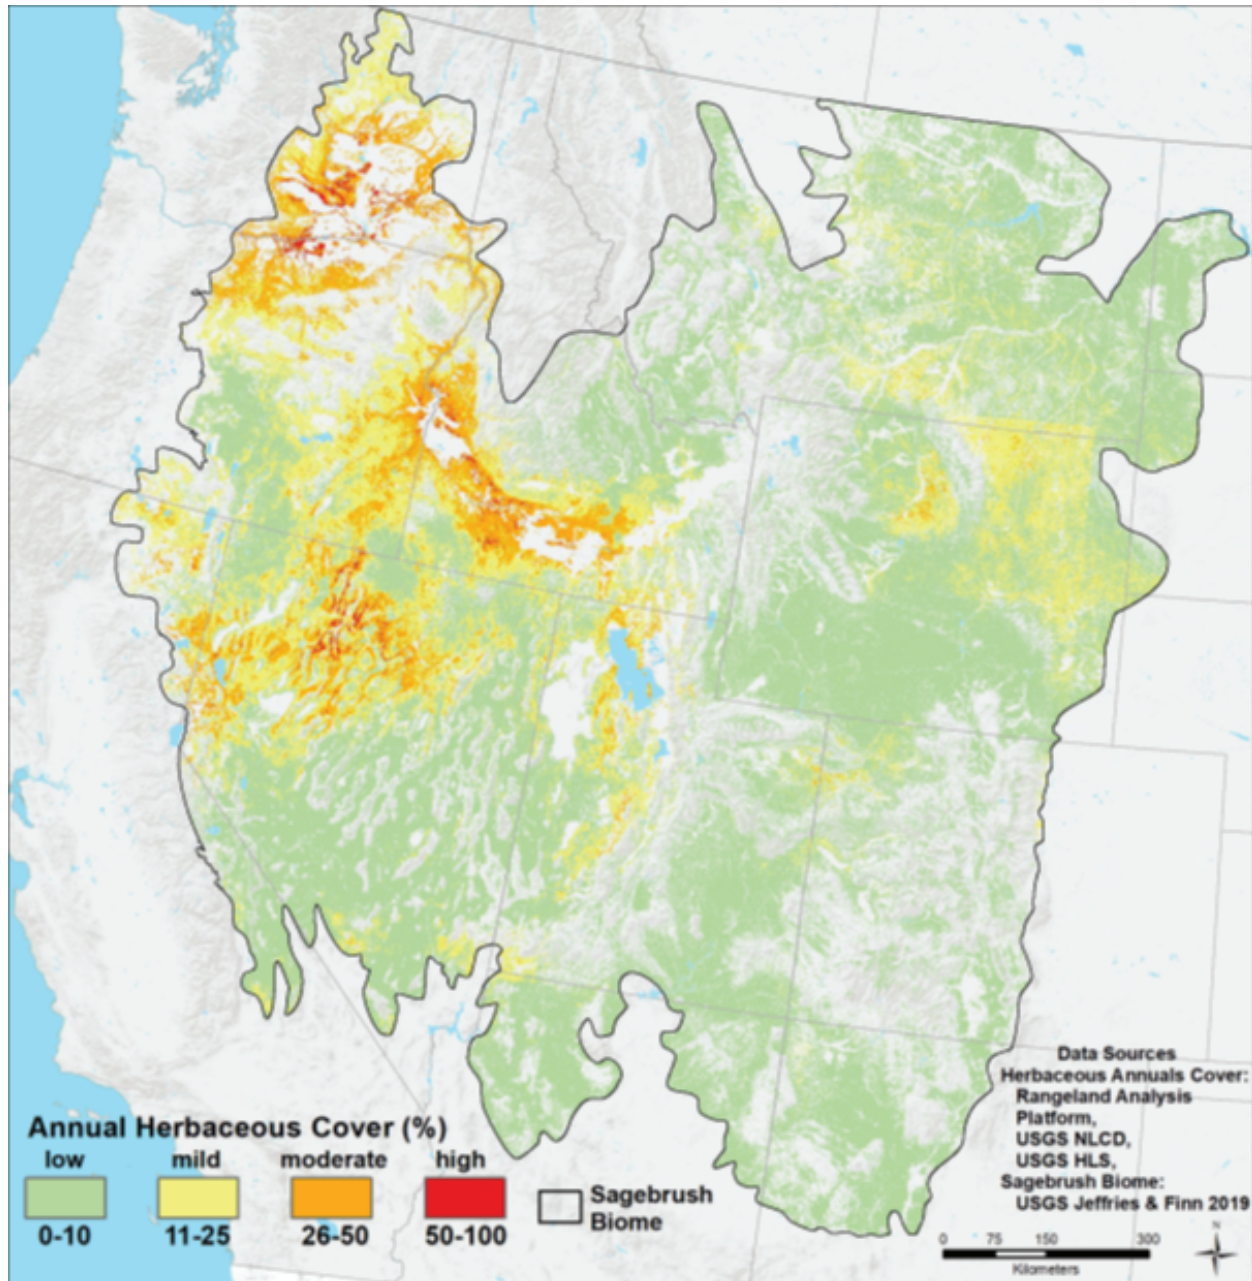 Data Sources
Herbaceous Annuals Cover:
Rangeland Analysis
Platform,
USGS NLCD,
USGS HLS,
Sagebrush Biome:
USGS Jeffries & Finn 2019
Annual Herbaceous Cover (%)
low mild moderate high
0-10 11-25 26-50 50-100
Sagebrush
Biome
N
0 75 150 300
Kilometers